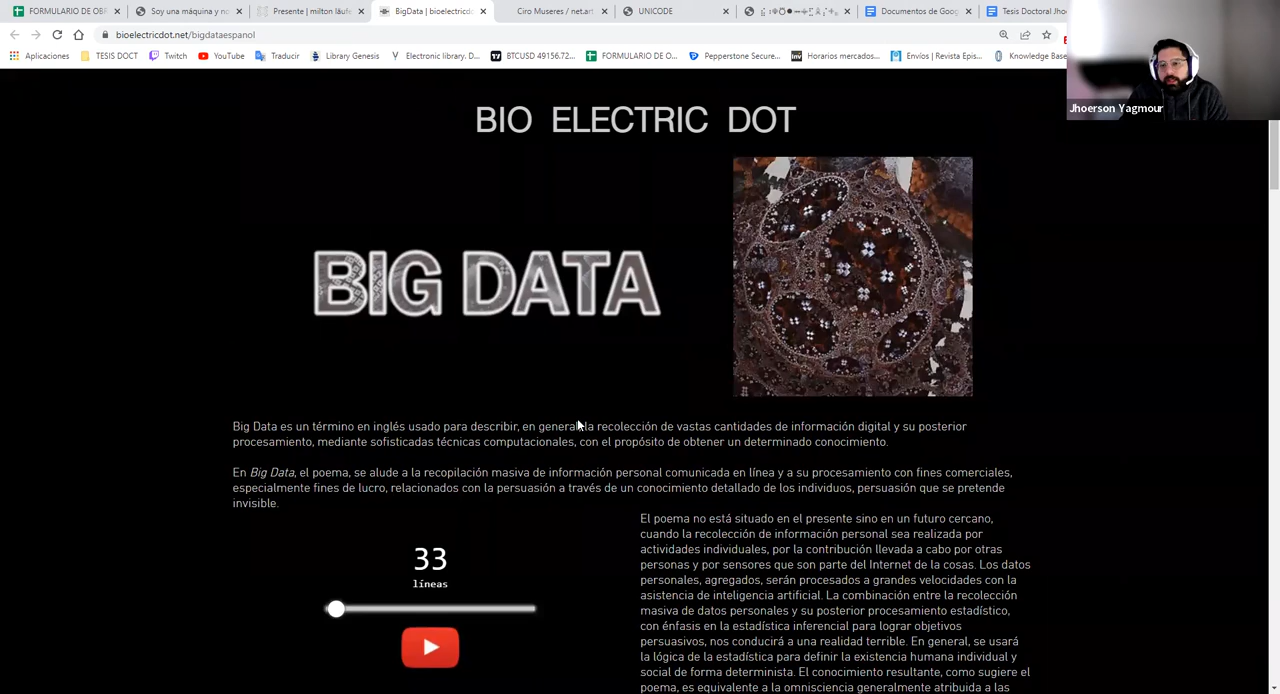 FORMULARIO DE OBR
Soy una máquina y no
Presente | milton läufe
BigData | bioelectricdo
Ciro Museres / net.art
UNICODE
Documentos de Goog
Tesis Doctoral Jho
bioelectricdot.net/bigdataespanol
Aplicaciones
TESIS DOCT
Twitch
YouTube
Traducir
Library Genesis
Electronic library. D...
BTCUSD 49156.72...
FORMULARIO DE O...
Pepperstone Secure...
Horarios mercados...
Envíos | Revista Epis...
Knowledge Base
Jhoerson Yagmour
BIO ELECTRIC DOT
BIG DATA
Big Data es un término en inglés usado para describir, en general la recolección de vastas cantidades de información digital y su posterior
procesamiento, mediante sofisticadas técnicas computacionales, con el propósito de obtener un determinado conocimiento.
En Big Data, el poema, se alude a la recopilación masiva de información personal comunicada en línea y a su procesamiento con fines comerciales,
especialmente fines de lucro, relacionados con la persuasión a través de un conocimiento detallado de los individuos, persuasión que se pretende
invisible.
33
líneas
El poema no está situado en el presente sino en un futuro cercano,
cuando la recolección de información personal sea realizada por
actividades individuales, por la contribución llevada a cabo por otras
personas y por sensores que son parte del Internet de la cosas. Los datos
personales, agregados, serán procesados a grandes velocidades con la
asistencia de inteligencia artificial. La combinación entre la recolección
masiva de datos personales y su posterior procesamiento estadístico,
con énfasis en la estadística inferencial para lograr objetivos
persuasivos, nos conducirá a una realidad terrible. En general, se usará
la lógica de la estadística para definir la existencia humana individual y
social de forma determinista. El conocimiento resultante, como sugiere el
poema, es equivalente a la omnisciencia generalmente atribuida a las